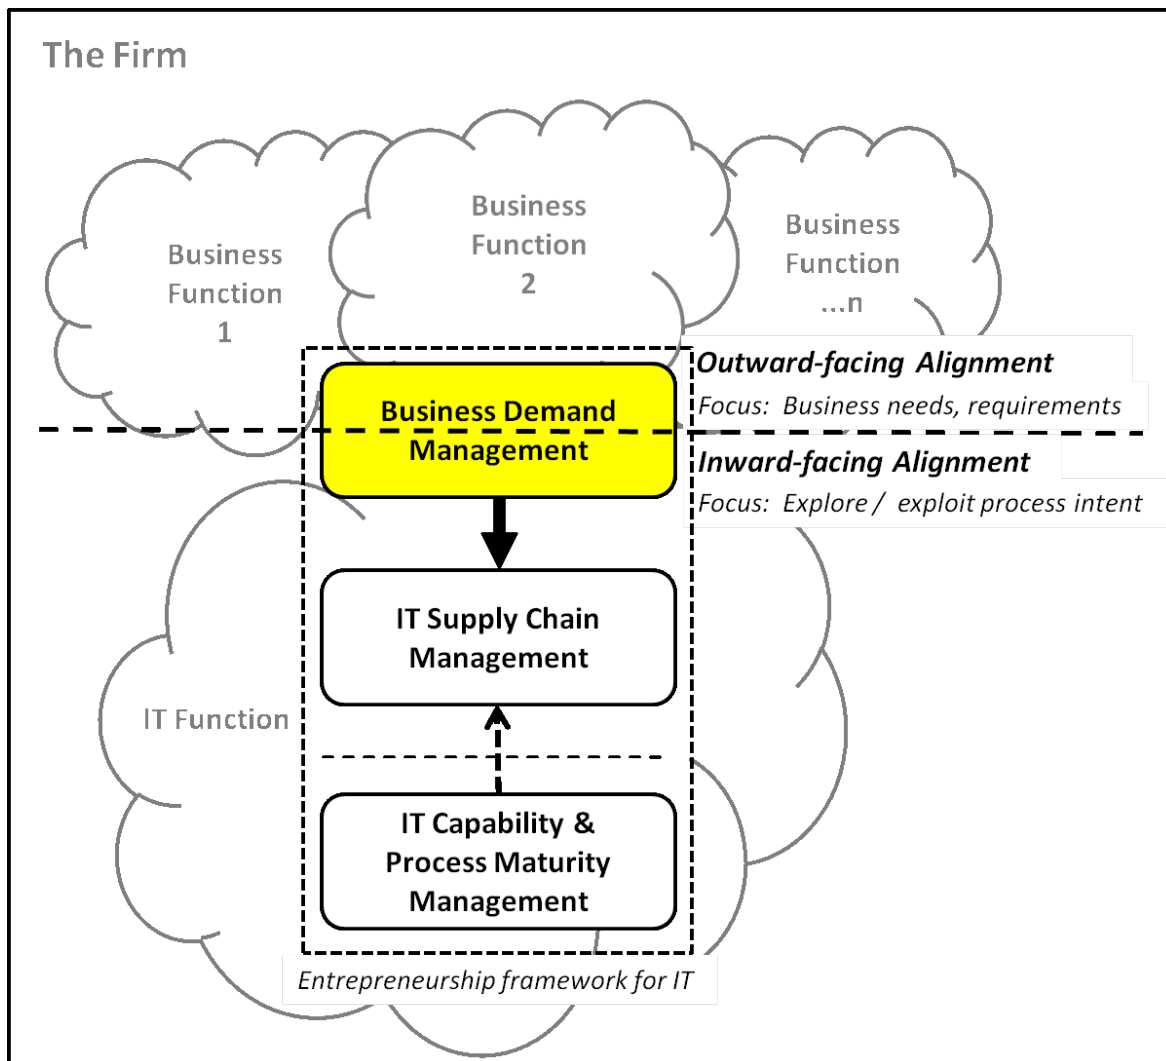 The Firm
Business
Function
1
Business
Function
2
Business
Function
...n
Outward-facing Alignment
Focus: Business needs, requirements
Business Demand
Management
Inward-facing Alignment
Focus: Explore / exploit process intent
IT Supply Chain
Management
IT Function
IT Capability &
Process Maturity
Management
Entrepreneurship framework for IT